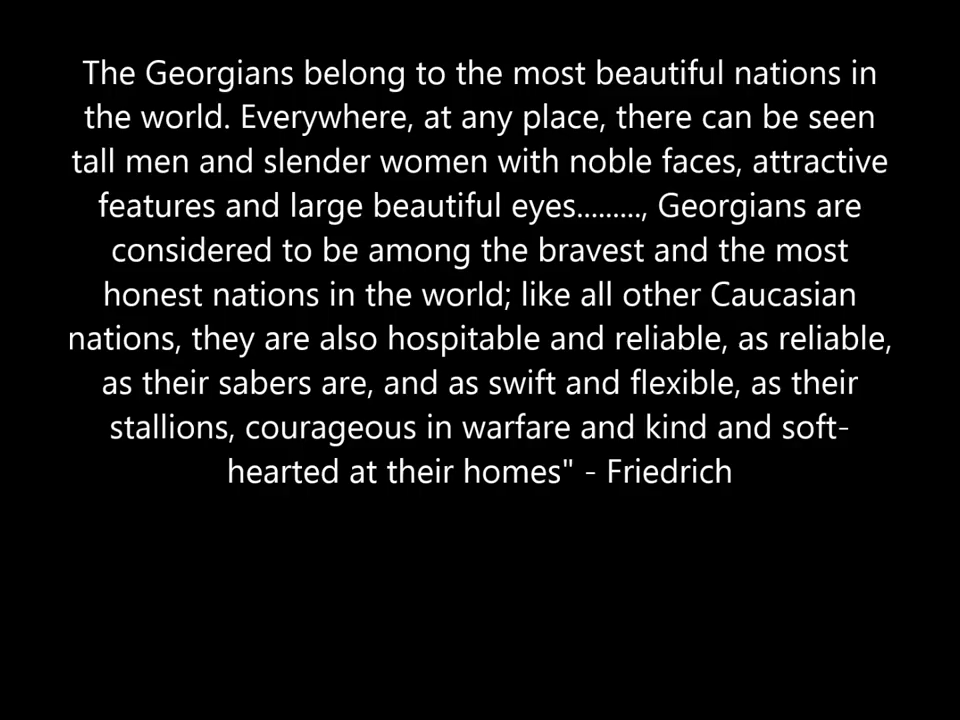 The Georgians belong to the most beautiful nations in
the world. Everywhere, at any place, there can be seen
tall men and slender women with noble faces, attractive
features and large beautiful eyes........., Georgians are
considered to be among the bravest and the most
honest nations in the world; like all other Caucasian
nations, they are also hospitable and reliable, as reliable,
as their sabers are, and as swift and flexible, as their
stallions, courageous in warfare and kind and soft-
hearted at their homes" - Friedrich